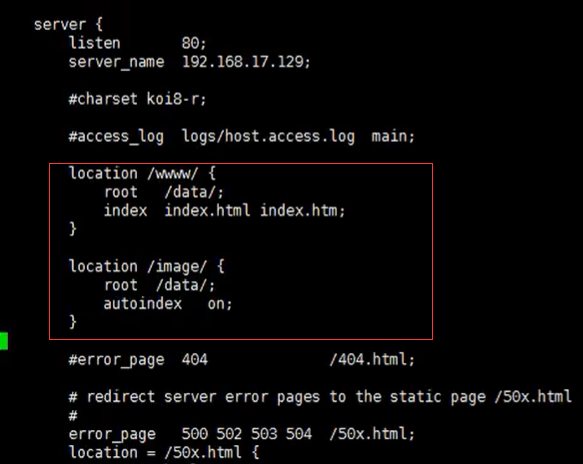 server {
listen 80;
server_name 192.168.17.129;
#charset koi8-r;
#access_log logs/host.access.log main;
location /www/ {
root /data/;
index index.html index.htm;
}
location /image/ {
root /data/;
autoindex on;
}
#error_page 404 /404.html;
# redirect server error pages to the static page /50x.html
#
error_page 500 502 503 504 /50x.html;
location = /50x.html {